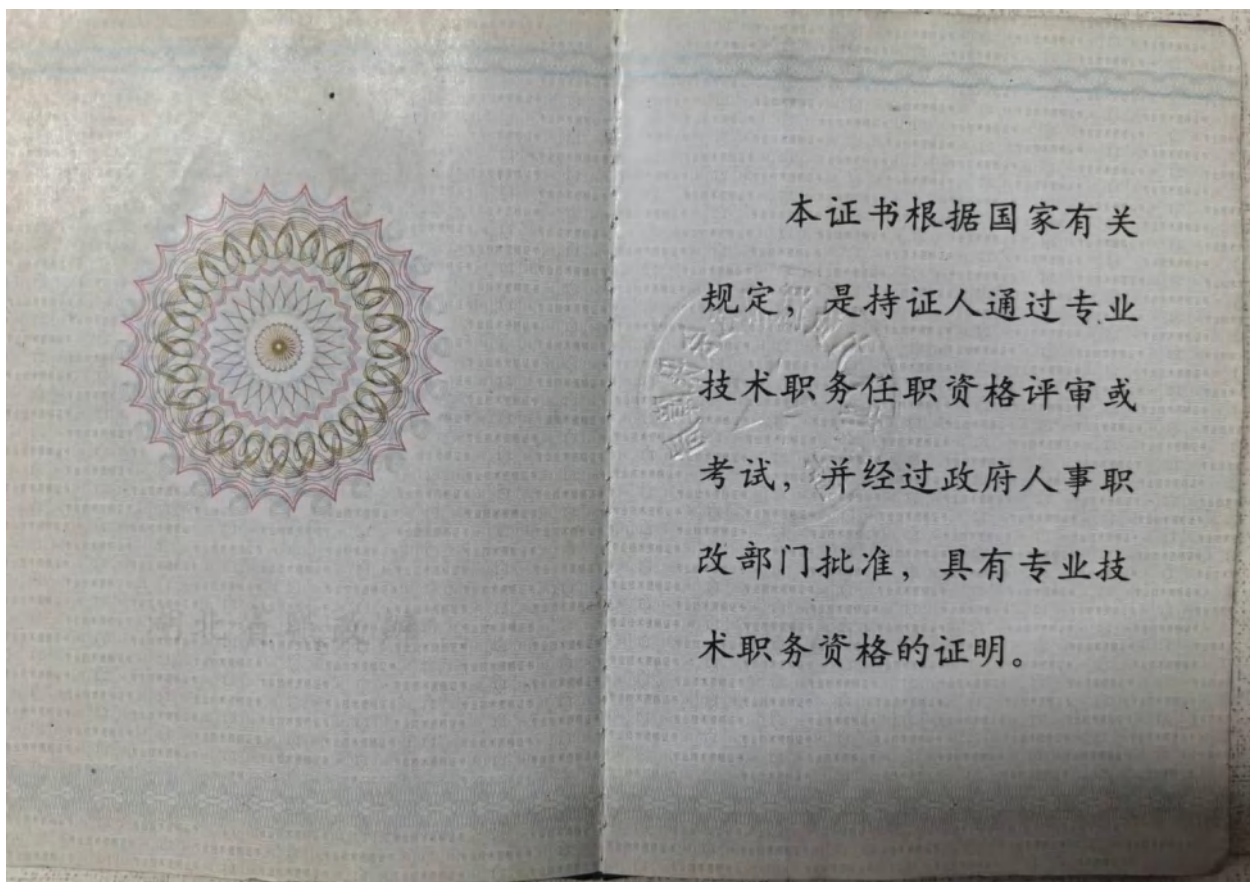 本证书根据国家有关
规定，是持证人通过专业
技术职务任职资格评审或
考试，并经过政府人事职
改部门批准，具有专业技
术职务资格的证明。